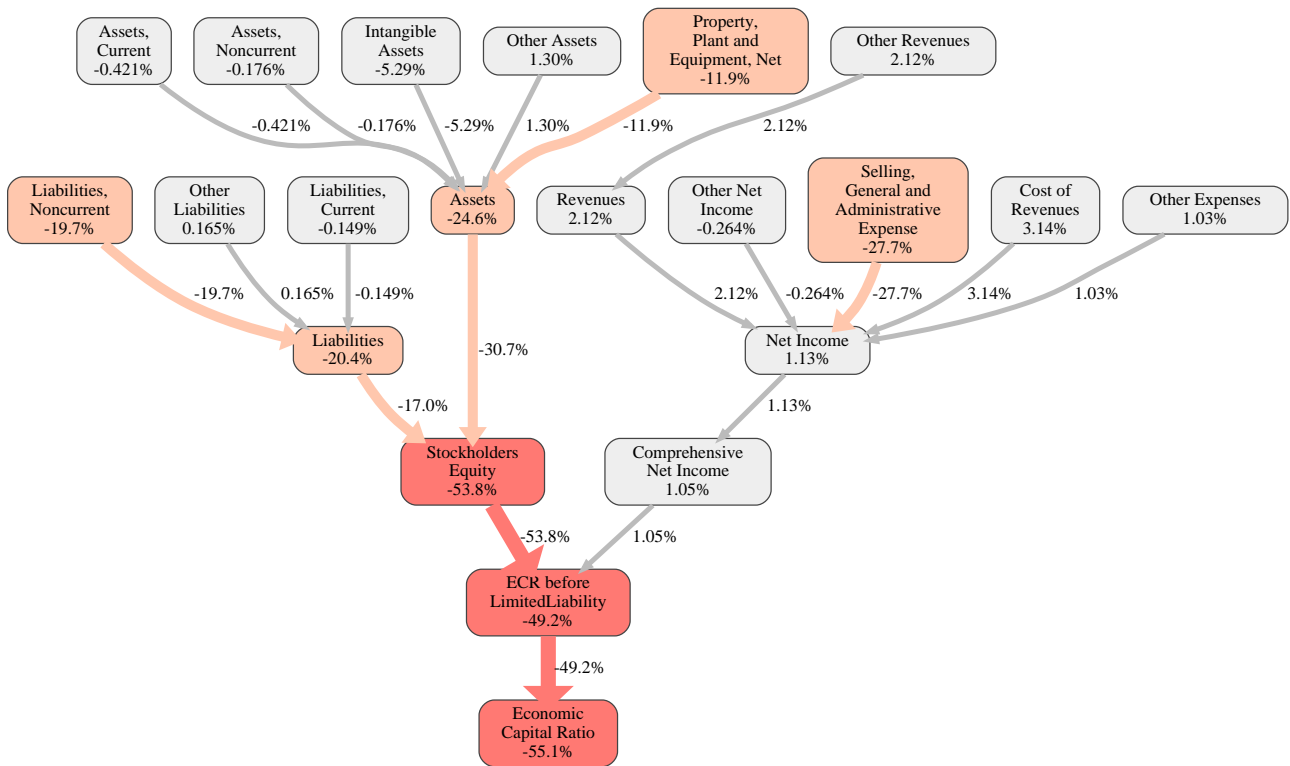 Assets,
Current
-0.421%
Assets,
Noncurrent
-0.176%
Intangible
Assets
-5.29%
Other Assets
1.30%
Property,
Plant and
Equipment, Net
-11.9%
Other Revenues
2.12%
-0.421%
-0.176%
-5.29%
1.30%
-11.9%
2.12%
Liabilities,
Noncurrent
-19.7%
Other
Liabilities
0.165%
Liabilities,
Current
-0.149%
Assets
-24.6%
Revenues
2.12%
Other Net
Income
-0.264%
Selling,
General and
Administrative
Expense
-27.7%
Cost of
Revenues
3.14%
Other Expenses
1.03%
-19.7%
0.165%
-0.149%
2.12%
-0.264%
-27.7%
3.14%
1.03%
Liabilities
-20.4%
-30.7%
Net Income
1.13%
-17.0%
1.13%
Stockholders
Equity
-53.8%
Comprehensive
Net Income
1.05%
-53.8%
1.05%
ECR before
LimitedLiability
-49.2%
-49.2%
Economic
Capital Ratio
-55.1%